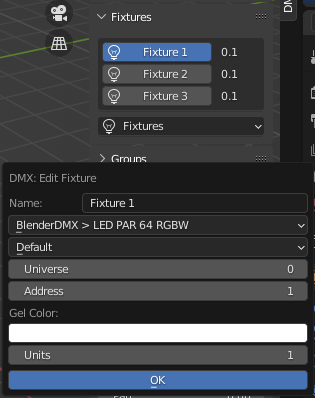 DM
Fixtures
Fixture 1 0.1
Fixture 2 0.1
Fixture 3 0.1
Fixtures
Groups
DMX: Edit Fixture
Name: Fixture 1
BlenderDMX > LED PAR 64 RGBW
Default
Universe 0
Address 1
Gel Color:
Units 1
OK